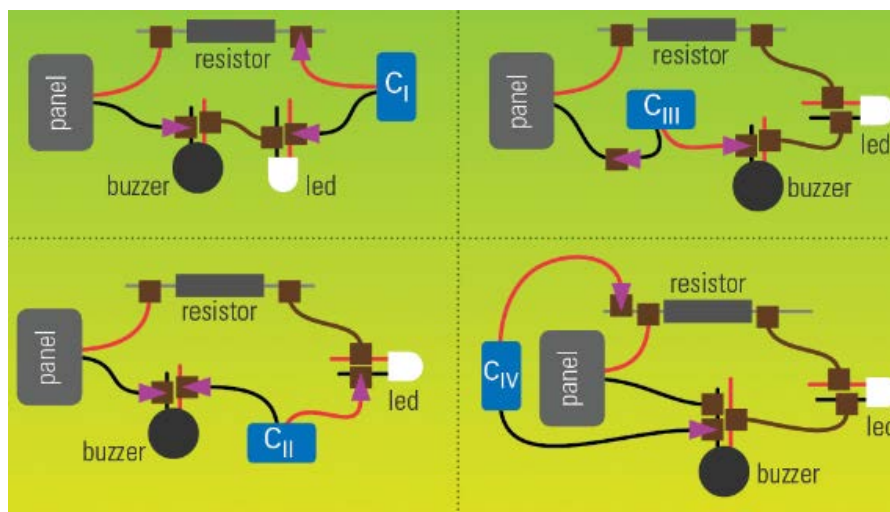 resistor
panel
C_I
buzzer
led
resistor
panel
C_III
led
buzzer
resistor
panel
led
buzzer
C_II
resistor
C_IV
panel
led
buzzer